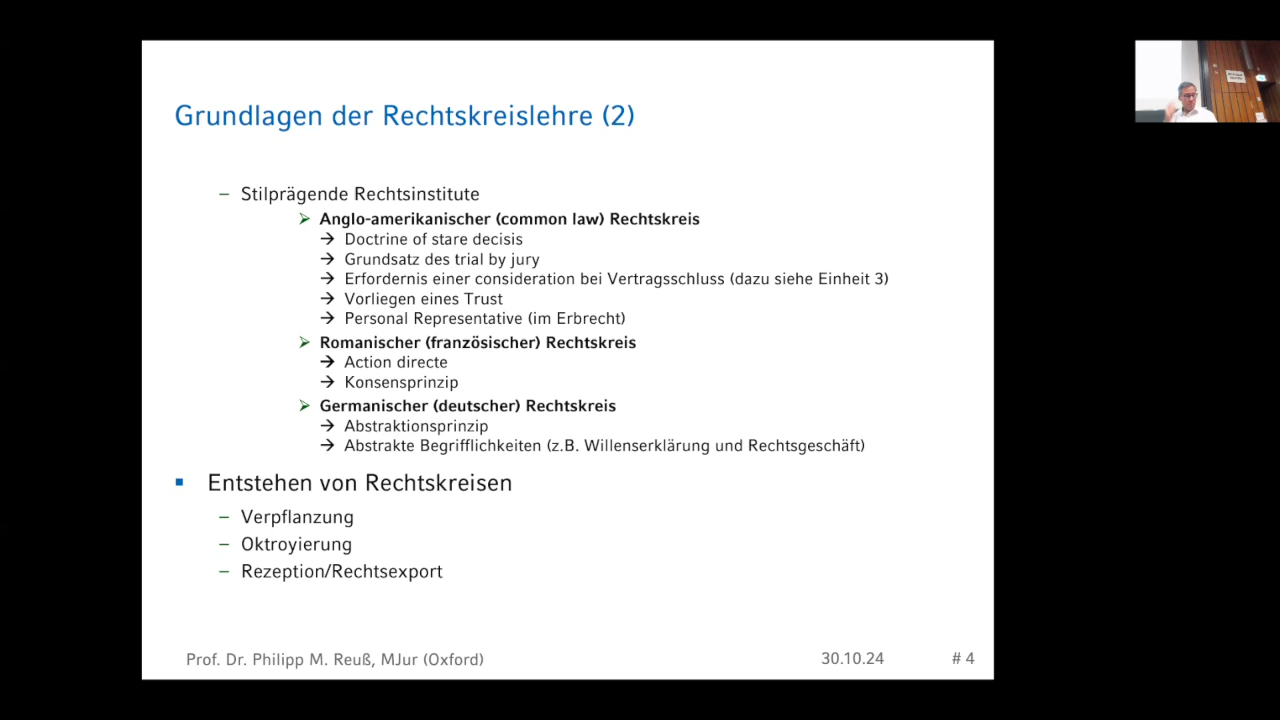 Grundlagen der Rechtskreislehre (2)
– Stilprägende Rechtsinstitute
➢ Anglo-amerikanischer (common law) Rechtskreis
→ Doctrine of stare decisis
→ Grundsatz des trial by jury
→ Erfordernis einer consideration bei Vertragsschluss (dazu siehe Einheit 3)
→ Vorliegen eines Trust
→ Personal Representative (im Erbrecht)
➢ Romanischer (französischer) Rechtskreis
→ Action directe
→ Konsensprinzip
➢ Germanischer (deutscher) Rechtskreis
→ Abstraktionsprinzip
→ Abstrakte Begrifflichkeiten (z.B. Willenserklärung und Rechtsgeschäft)
▪ Entstehen von Rechtskreisen
– Verpflanzung
– Oktroyierung
– Rezeption/Rechtsexport
Prof. Dr. Philipp M. Reuß, MJur (Oxford) 30.10.24 # 4